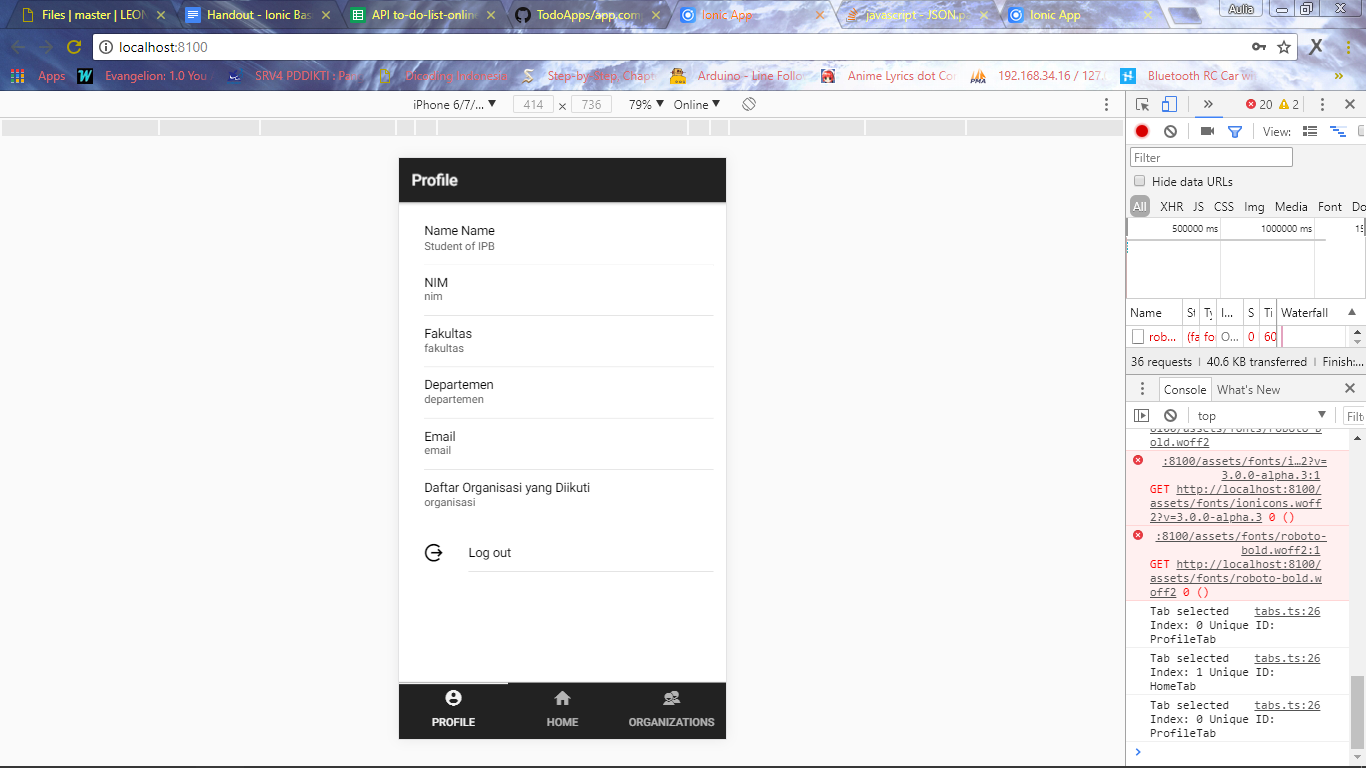 Files | master | LEON
Handout - Ionic Bas
API to-do-list-online
TodoApps/app.com
Ionic App
javascript - JSON.p
Ionic App
Aulia
localhost:8100
Apps
Evangelion: 1.0 You
SRV4 PDDIKTI : Pa
Dicoding Indonesia
Step-by-Step Chap
Arduino - Line Follo
Anime Lyrics dot Co
192.168.34.16 / 127.
Bluetooth RC Car wi
iPhone 6/7/... ▼ 414 x 736 79% ▼ Online ▼
» 20 2
View:
Filter
Hide data URLs
All XHR JS CSS Img Media Font Do
500000 ms 1000000 ms 15
Name St Ty I... S Ti Waterfall
rob... (fa fo O... 0 60
36 requests | 40.6 KB transferred | Finish:...
Console What's New
top ▼ Filt
Profile
Name Name
Student of IPB
NIM
nim
Fakultas
fakultas
Departemen
departemen
Email
email
Daftar Organisasi yang Diikuti
organisasi
Log out
PROFILE HOME ORGANIZATIONS
8100/assets/fonts/roboto-b
old.woff2
:8100/assets/fonts/i…2?v=
3.0.0-alpha.3:1
GET http://localhost:8100/
assets/fonts/ionicons.woff
2?v=3.0.0-alpha.3 0 ()
:8100/assets/fonts/roboto-
bold.woff2:1
GET http://localhost:8100/
assets/fonts/roboto-bold.w
off2 0 ()
Tab selected tabs.ts:26
Index: 0 Unique ID:
ProfileTab
Tab selected tabs.ts:26
Index: 1 Unique ID:
HomeTab
Tab selected tabs.ts:26
Index: 0 Unique ID:
ProfileTab